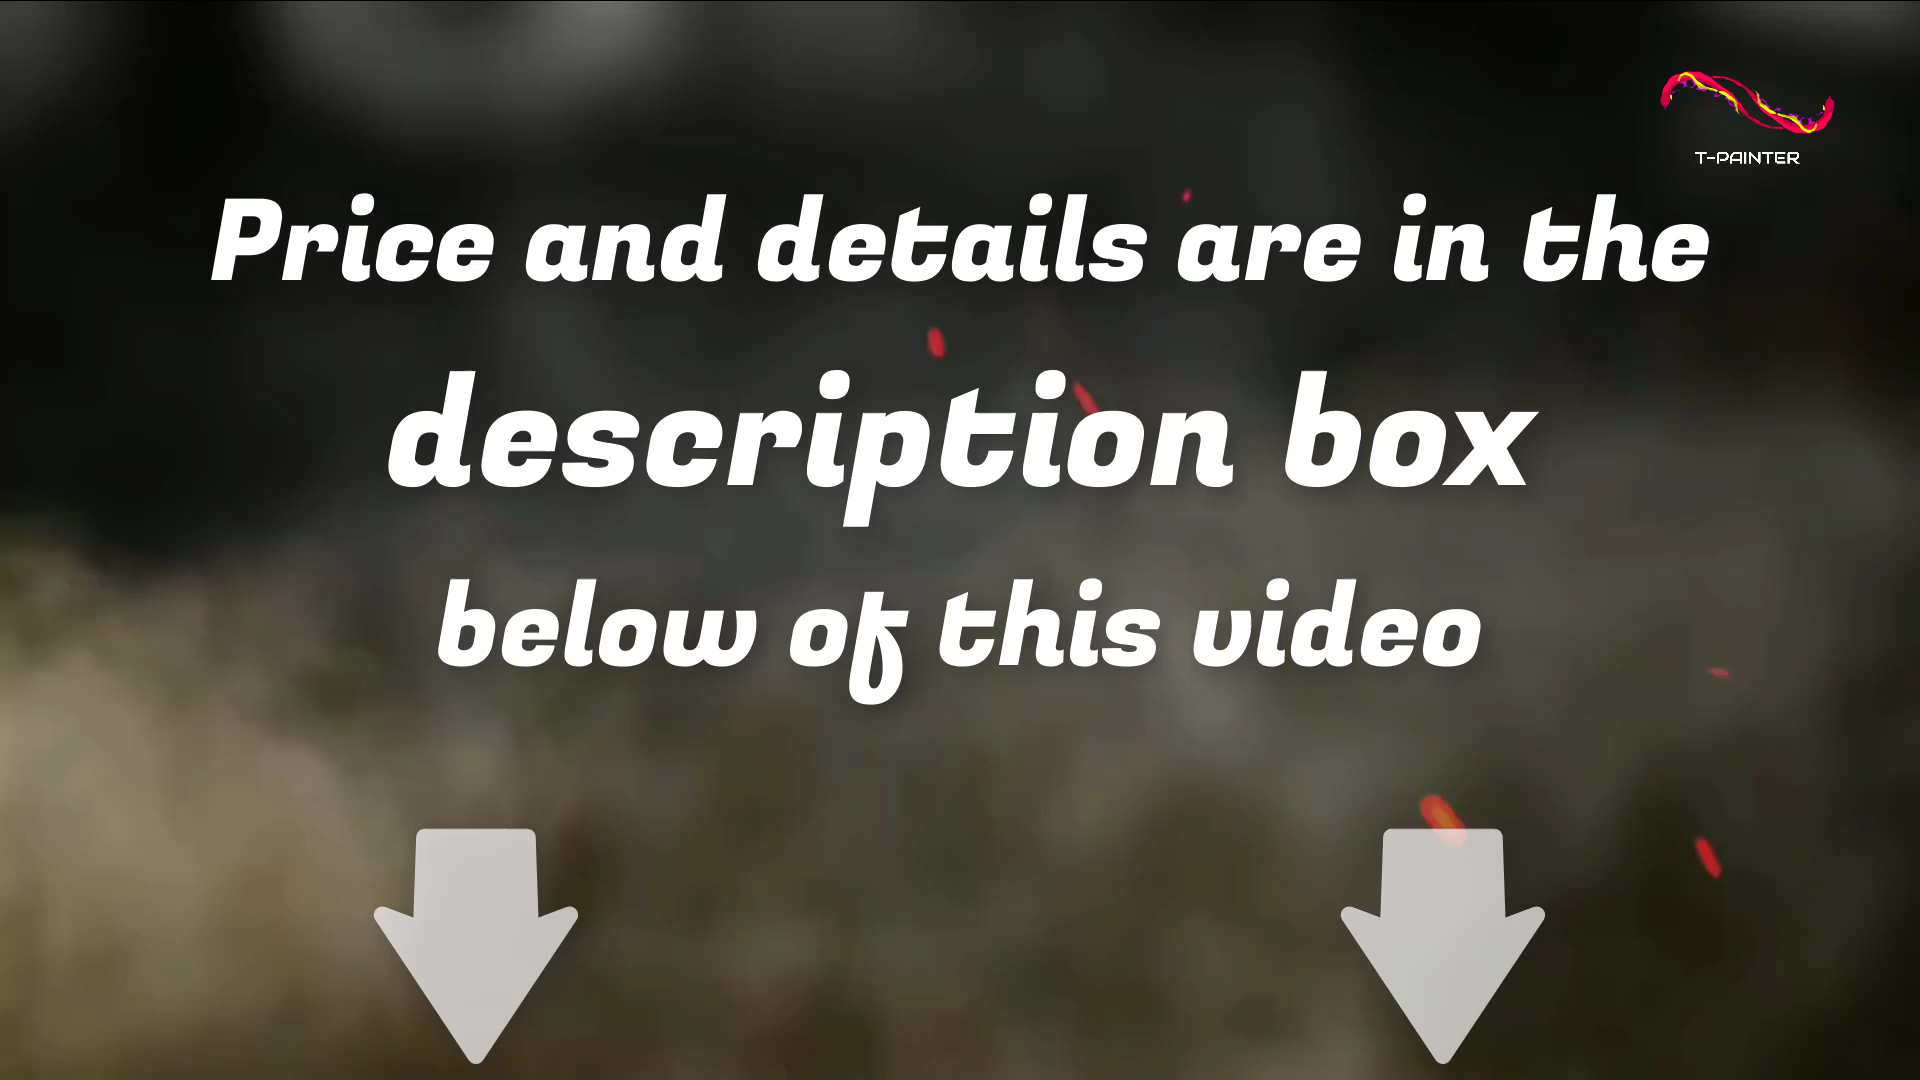 T-PAINTER
Price and details are in the
description box
below of this video